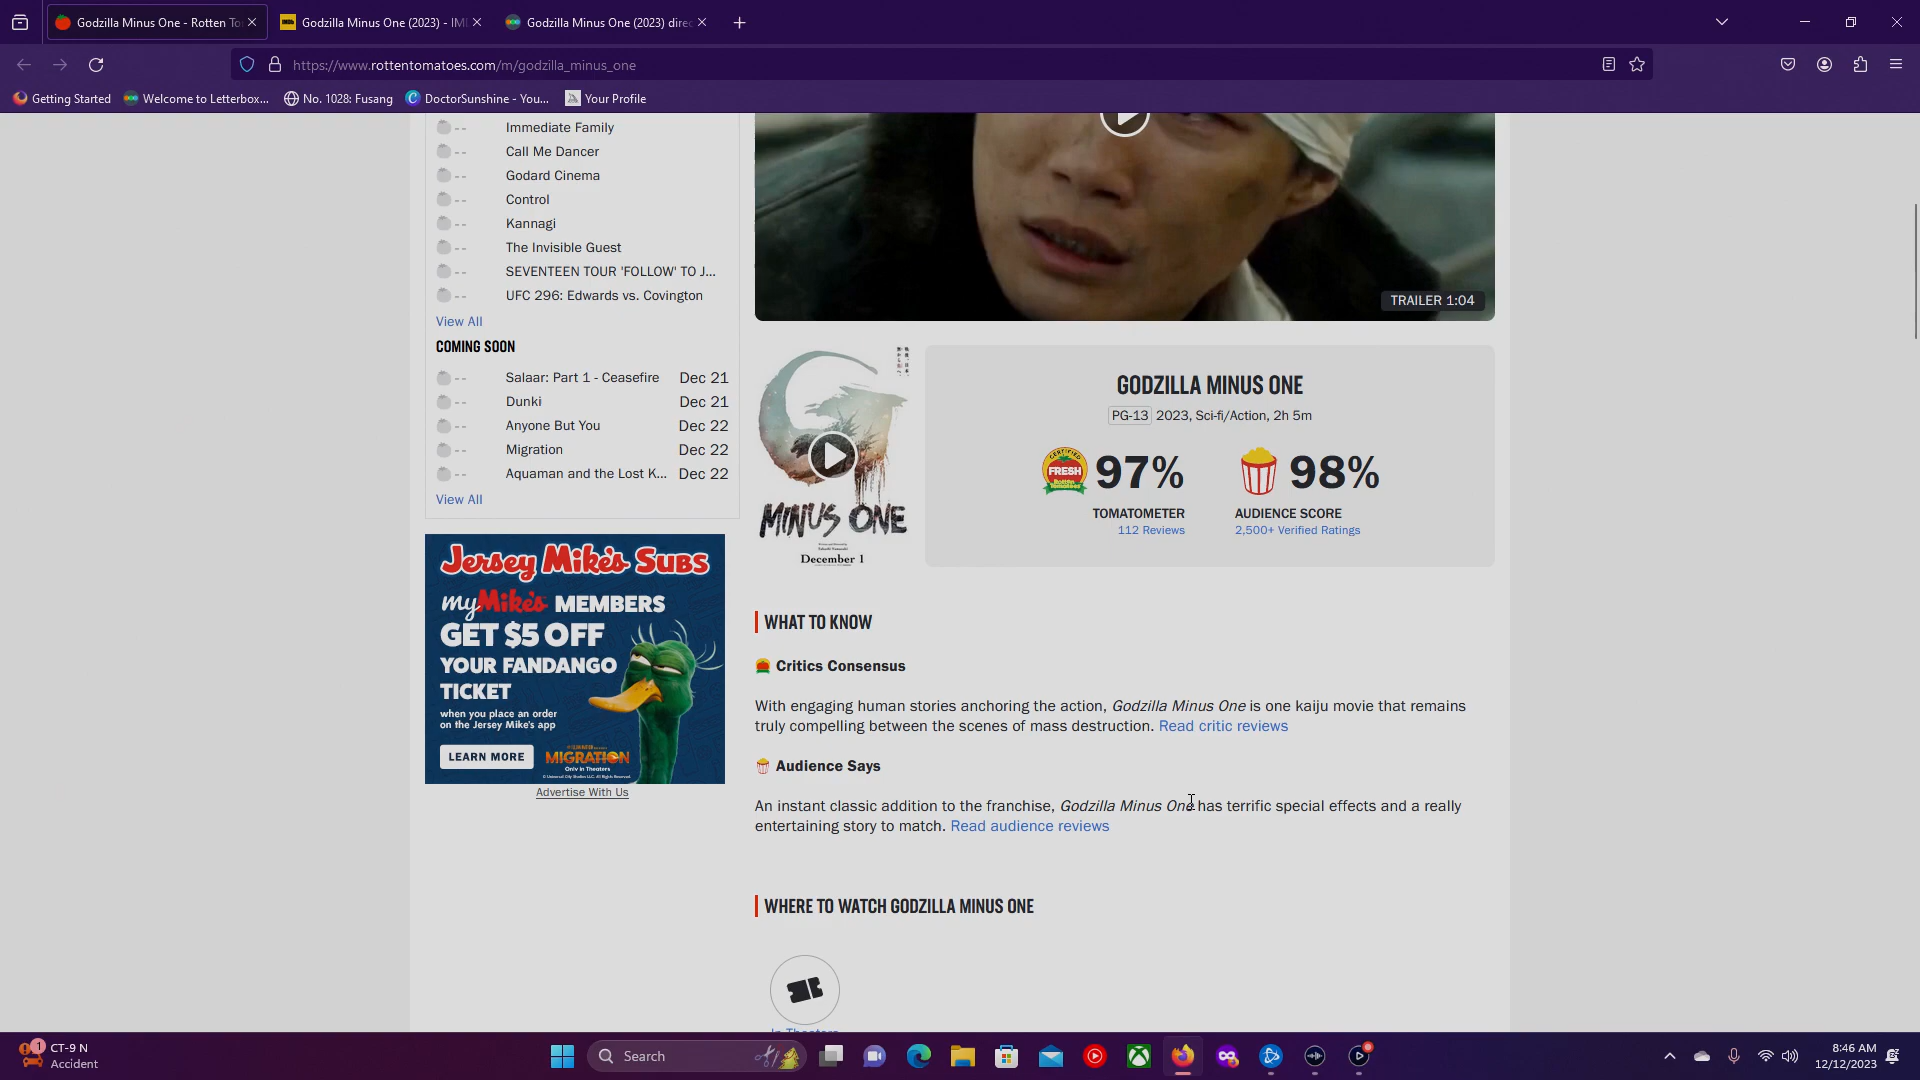 Godzilla Minus One - Rotten To
Godzilla Minus One (2023) - IM
Godzilla Minus One (2023) direc
https://www.rottentomatoes.com/m/godzilla_minus_one
Getting Started
Welcome to Letterbox...
No. 1028: Fusang
DoctorSunshine - You...
Your Profile
-- Immediate Family
-- Call Me Dancer
-- Godard Cinema
-- Control
-- Kannagi
-- The Invisible Guest
-- SEVENTEEN TOUR 'FOLLOW' TO J...
-- UFC 296: Edwards vs. Covington
View All
COMING SOON
-- Salaar: Part 1 - Ceasefire Dec 21
-- Dunki Dec 21
-- Anyone But You Dec 22
-- Migration Dec 22
-- Aquaman and the Lost K... Dec 22
View All
Jersey Mike's SUBS
myMike's MEMBERS
GET $5 OFF
YOUR FANDANGO
TICKET
when you place an order
on the Jersey Mike's app
LEARN MORE
MIGRATION
Only in Theaters
Advertise With Us
TRAILER 1:04
MINUS ONE
December 1
GODZILLA MINUS ONE
PG-13 2023, Sci-fi/Action, 2h 5m
CERTIFIED
FRESH
97%
TOMATOMETER
112 Reviews
98%
AUDIENCE SCORE
2,500+ Verified Ratings
WHAT TO KNOW
Critics Consensus
With engaging human stories anchoring the action, Godzilla Minus One is one kaiju movie that remains
truly compelling between the scenes of mass destruction. Read critic reviews
Audience Says
An instant classic addition to the franchise, Godzilla Minus One has terrific special effects and a really
entertaining story to match. Read audience reviews
WHERE TO WATCH GODZILLA MINUS ONE
In Theaters
1
CT-9 N
Accident
Search
8:46 AM
12/12/2023